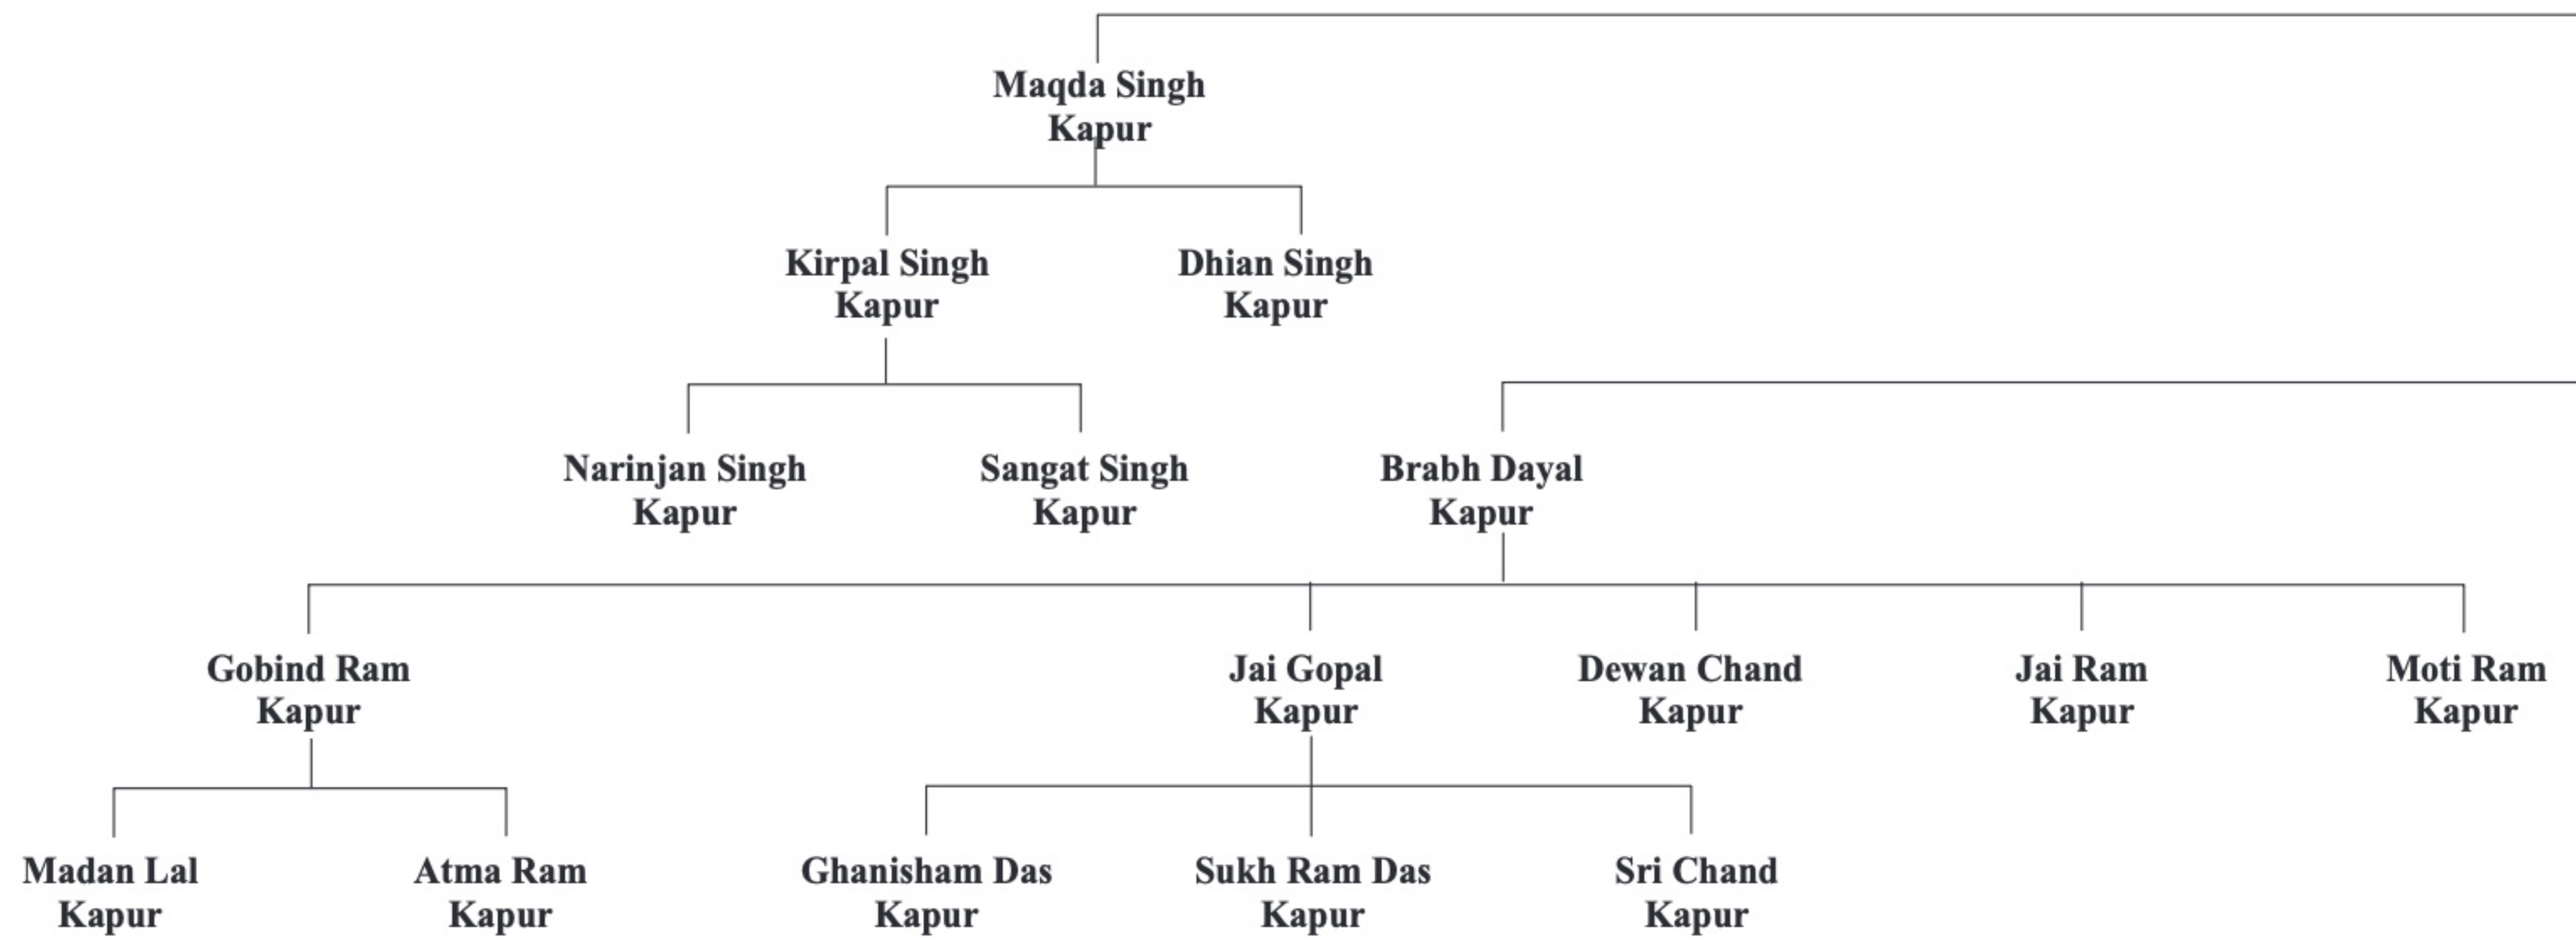 Maqda Singh
Kapur
Kirpal Singh
Kapur
Dhian Singh
Kapur
Narinjan Singh
Kapur
Sangat Singh
Kapur
Brabh Dayal
Kapur
Gobind Ram
Kapur
Jai Gopal
Kapur
Dewan Chand
Kapur
Jai Ram
Kapur
Moti Ram
Kapur
Madan Lal
Kapur
Atma Ram
Kapur
Ghanisham Das
Kapur
Sukh Ram Das
Kapur
Sri Chand
Kapur